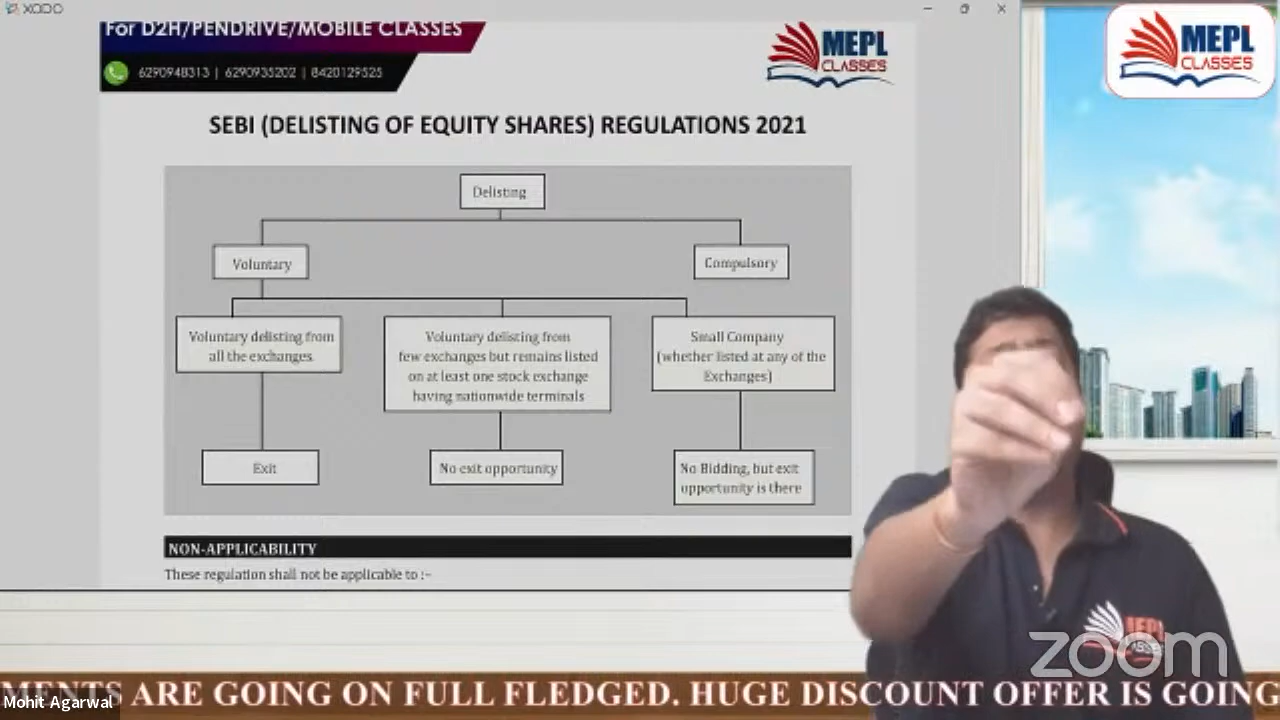 XODO
For D2H/PENDRIVE/MOBILE CLASSES
6290948313 | 6290935202 | 8420129525
MEPL
CLASSES
MEPL
CLASSES
SEBI (DELISTING OF EQUITY SHARES) REGULATIONS 2021
Delisting
Voluntary
Compulsory
Voluntary delisting from
all the exchanges.
Voluntary delisting from
few exchanges but remains listed
on at least one stock exchange
having nationwide terminals
Small Company
(whether listed at any of the
Exchanges)
Exit
No exit opportunity
No Bidding, but exit
opportunity is there
NON-APPLICABILITY
These regulation shall not be applicable to :-
MEPL
CLASSES
zoom
MENTS ARE GOING ON FULL FLEDGED. HUGE DISCOUNT OFFER IS GOING
Mohit Agarwal